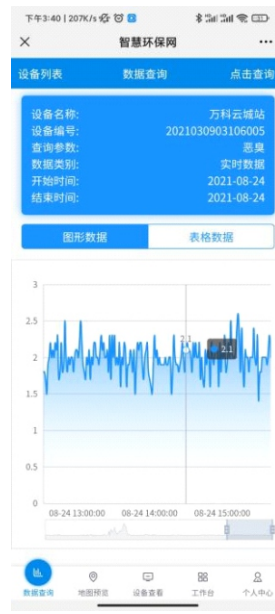 下午3:40 | 207K/s
智慧环保网
设备列表 数据查询 点击查询
设备名称: 万科云城站
设备编号: 2021030903106005
查询参数: 恶臭
数据类别: 实时数据
开始时间: 2021-08-24
结束时间: 2021-08-24
图形数据 表格数据
3
2.5
2.1
2.1
2
1.5
1
0.5
0
08-24 13:00:00 08-24 14:00:00 08-24 15:00:00
数据查询 地图预览 设备查看 工作台 个人中心